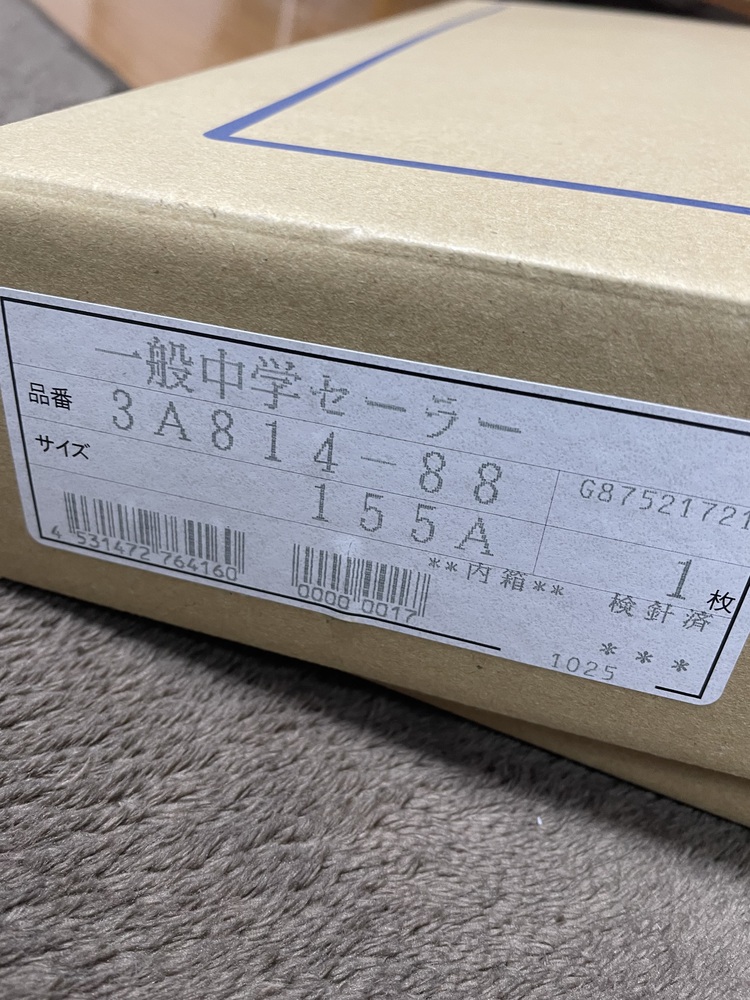 一般中学セーラー
品番 3A814-88 G87521721
サイズ 155A 1枚
4 531472 764160
0000 0017
**内箱** 検針済
1025 ***